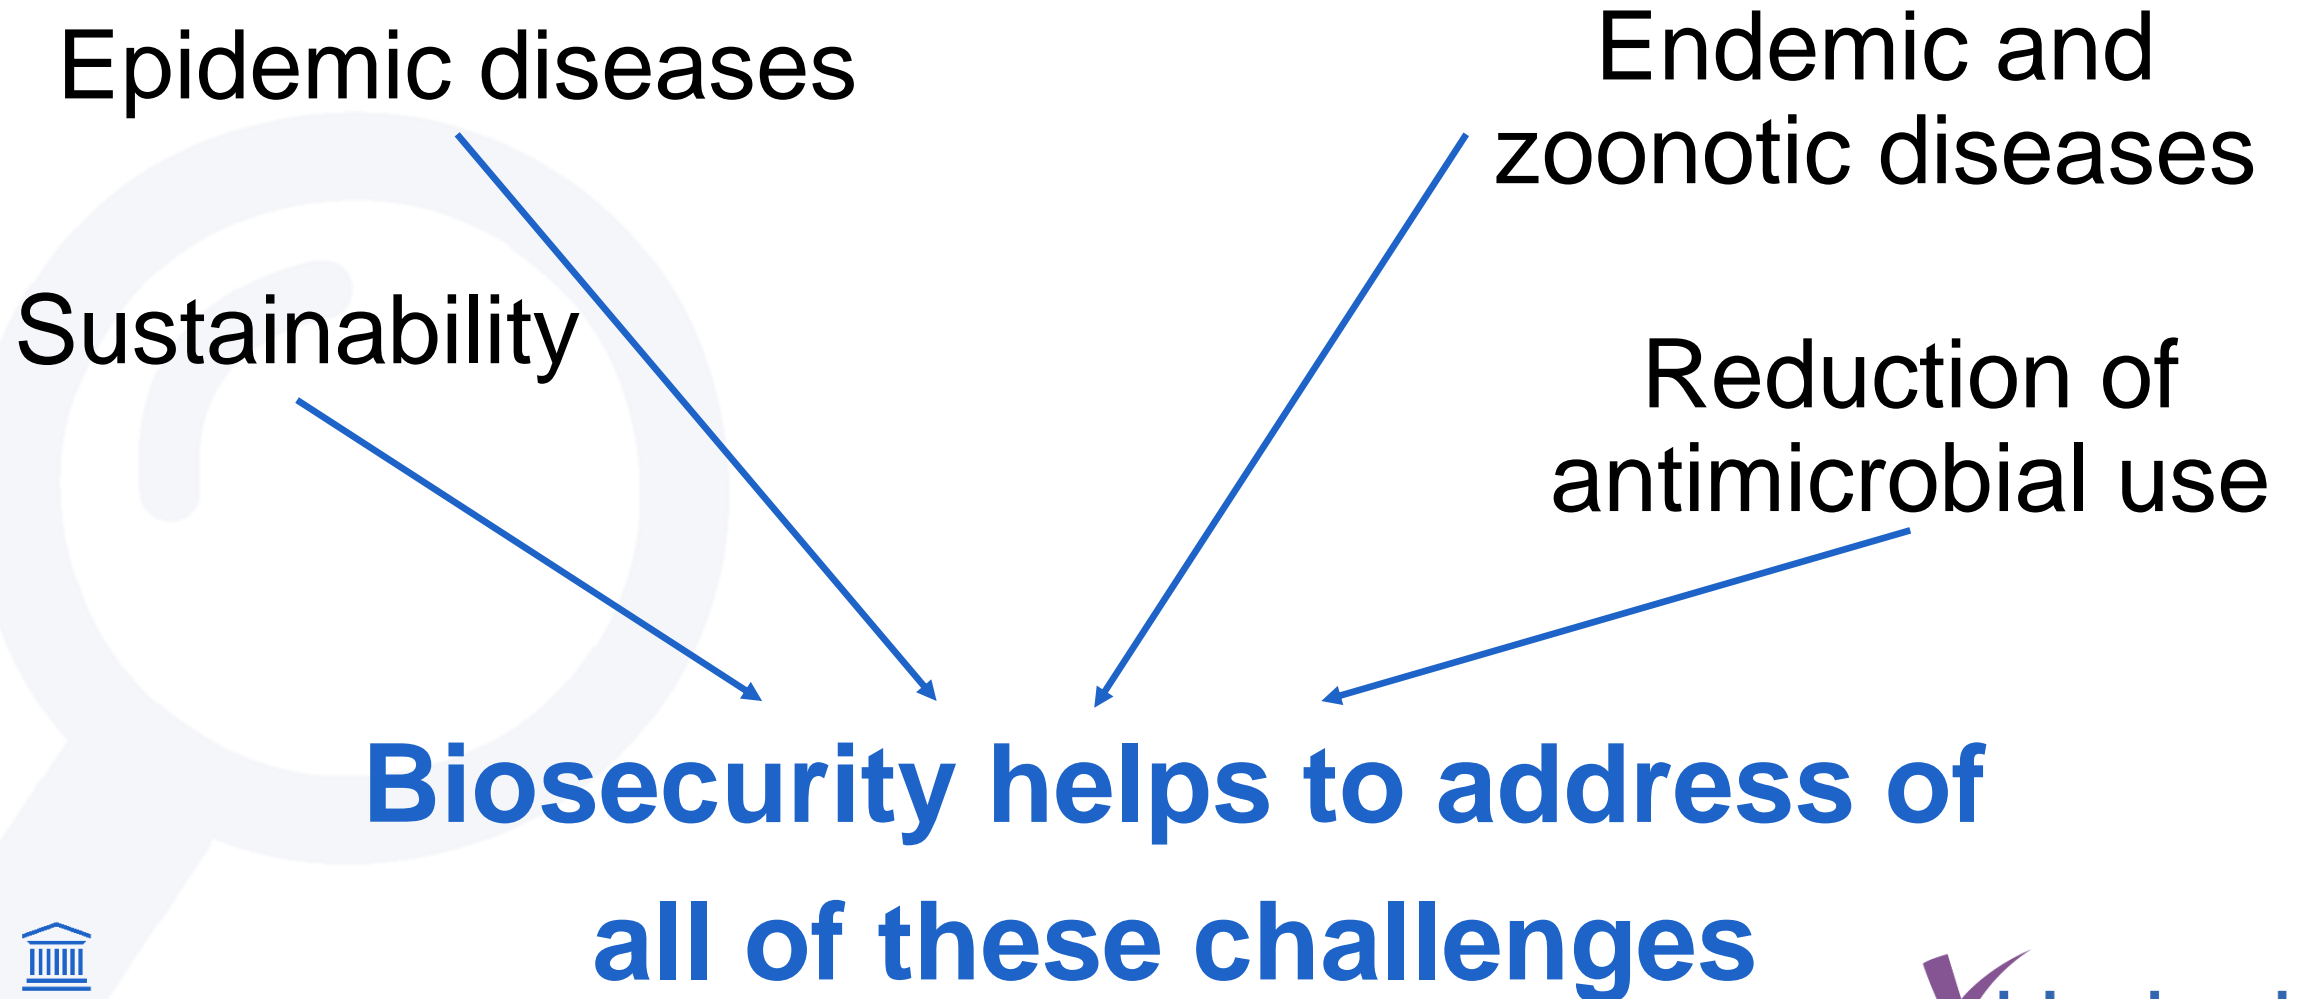 Epidemic diseases
Endemic and
zoonotic diseases
Sustainability
Reduction of
antimicrobial use
Biosecurity helps to address of
all of these challenges